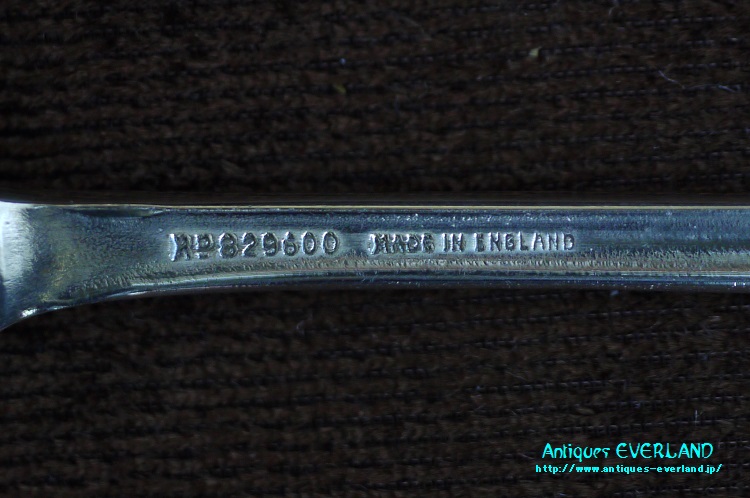 RD 829600 MADE IN ENGLAND
Antiques EVERLAND
http://www.antiques-everland.jp/